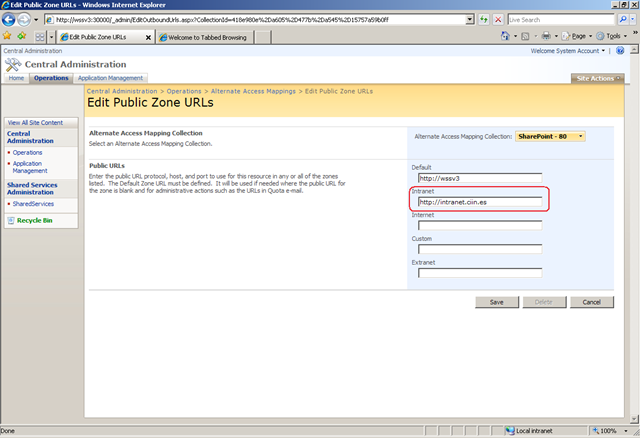 Edit Public Zone URLs - Windows Internet Explorer
http://wssv3:30000/_admin/EditOutboundUrls.aspx?CollectionId=418e980e%2Da605%2D477b%2Da545%2D15757a59b0ff
Live Search
Edit Public Zone URLs
Welcome to Tabbed Browsing
Page
Tools
Central Administration
Welcome System Account
Central Administration
Home
Operations
Application Management
Site Actions
Central Administration > Operations > Alternate Access Mappings > Edit Public Zone URLs
Edit Public Zone URLs
View All Site Content
Central
Administration
Operations
Application
Management
Shared Services
Administration
SharedServices
Recycle Bin
Alternate Access Mapping Collection
Select an Alternate Access Mapping Collection.
Alternate Access Mapping Collection: SharePoint - 80
Public URLs
Enter the public URL protocol, host, and port to use for this resource in any or all of the zones
listed. The Default Zone URL must be defined. It will be used if needed where the public URL for
the zone is blank and for administrative actions such as the URLs in Quota e-mail.
Default
http://wssv3
Intranet
http://intranet.ciin.es
Internet
Custom
Extranet
Save
Delete
Cancel
Done
Local intranet
100%